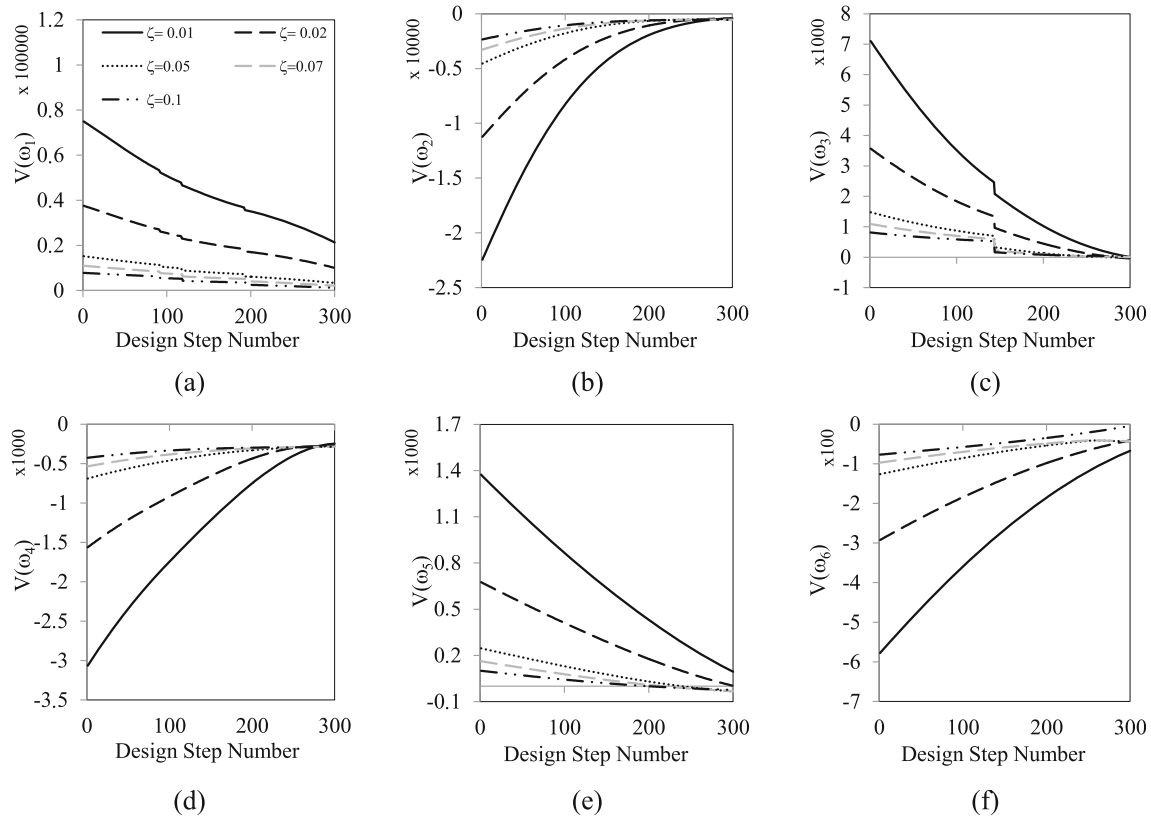 x 100000
V(ω1)
1.2
1
0.8
0.6
0.4
0.2
0
ζ= 0.01
ζ= 0.02
ζ=0.05
ζ=0.07
ζ=0.1
0 100 200 300
Design Step Number
(a)
x 10000
V(ω2)
0
-0.5
-1
-1.5
-2
-2.5
0 100 200 300
Design Step Number
(b)
x1000
V(ω3)
8
7
6
5
4
3
2
1
0
-1
0 100 200 300
Design Step Number
(c)
x1000
V(ω4)
0
-0.5
-1
-1.5
-2
-2.5
-3
-3.5
0 100 200 300
Design Step Number
(d)
x1000
V(ω5)
1.7
1.4
1.1
0.8
0.5
0.2
-0.1
0 100 200 300
Design Step Number
(e)
x100
V(ω6)
0
-1
-2
-3
-4
-5
-6
-7
0 100 200 300
Design Step Number
(f)